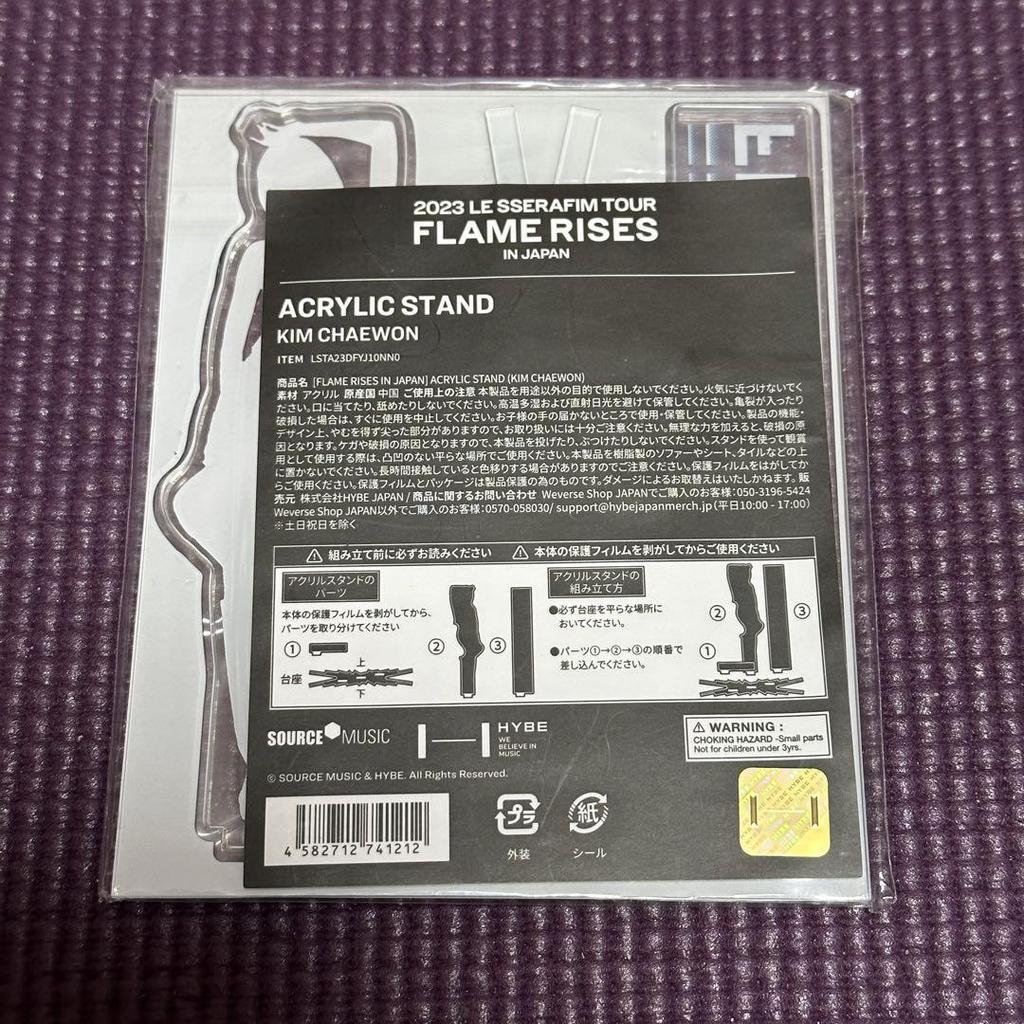 2023 LE SSERAFIM TOUR
FLAME RISES
IN JAPAN
ACRYLIC STAND
KIM CHAEWON
ITEM LSTA23DFYJ10NN0
商品名 [FLAME RISES IN JAPAN] ACRYLIC STAND (KIM CHAEWON)
素材 アクリル 原産国 中国 ご使用上の注意 本製品を用途以外の目的で使用しないでください。火気に近づけないでく
ださい。口に当てたり、舐めたりしないでください。高温多湿および直射日光を避けて保管してください。亀裂が入ったり
破損した場合は、すぐに使用を中止してください。お子様の手の届かないところで使用・保管してください。製品の機能・
デザイン上、やむを得ず尖った部分がありますので、お取り扱いには十分ご注意ください。無理な力を加えると、破損の原
因となります。ケガや破損の原因となりますので、本製品を投げたり、ぶつけたりしないでください。スタンドを使って観賞
用として使用する際は、凸凹のない平らな場所でご使用ください。本製品を樹脂製のソファーやシート、タイルなどの上
に置かないでください。長時間接触していると色移りする場合がありますのでご注意ください。保護フィルムをはがしてか
らご使用ください。保護フィルムとパッケージは製品保護の為のものです。ダメージによるお取替えはいたしかねます。 販
売元 株式会社HYBE JAPAN / 商品に関するお問い合わせ Weverse Shop JAPANでご購入のお客様:050-3196-5424
Weverse Shop JAPAN以外でご購入のお客様:0570-058030/ support@hybejapanmerch.jp(平日10:00 - 17:00)
※土日祝日を除く
組み立て前に必ずお読みください 本体の保護フィルムを剥がしてからご使用ください
アクリルスタンドの
パーツ
本体の保護フィルムを剥がしてから、
パーツを取り分けてください
① ② ③
上
台座
下
アクリルスタンドの
組み立て方
●必ず台座を平らな場所に
おいてください。
●パーツ①→②→③の順番で
差し込んでください。
② ③
①
SOURCE MUSIC
HYBE
WE
BELIEVE IN
MUSIC
WARNING :
CHOKING HAZARD -Small parts
Not for children under 3yrs.
© SOURCE MUSIC & HYBE. All Rights Reserved.
4 582712 741212
プラ
外装
紙
シール
HYBE